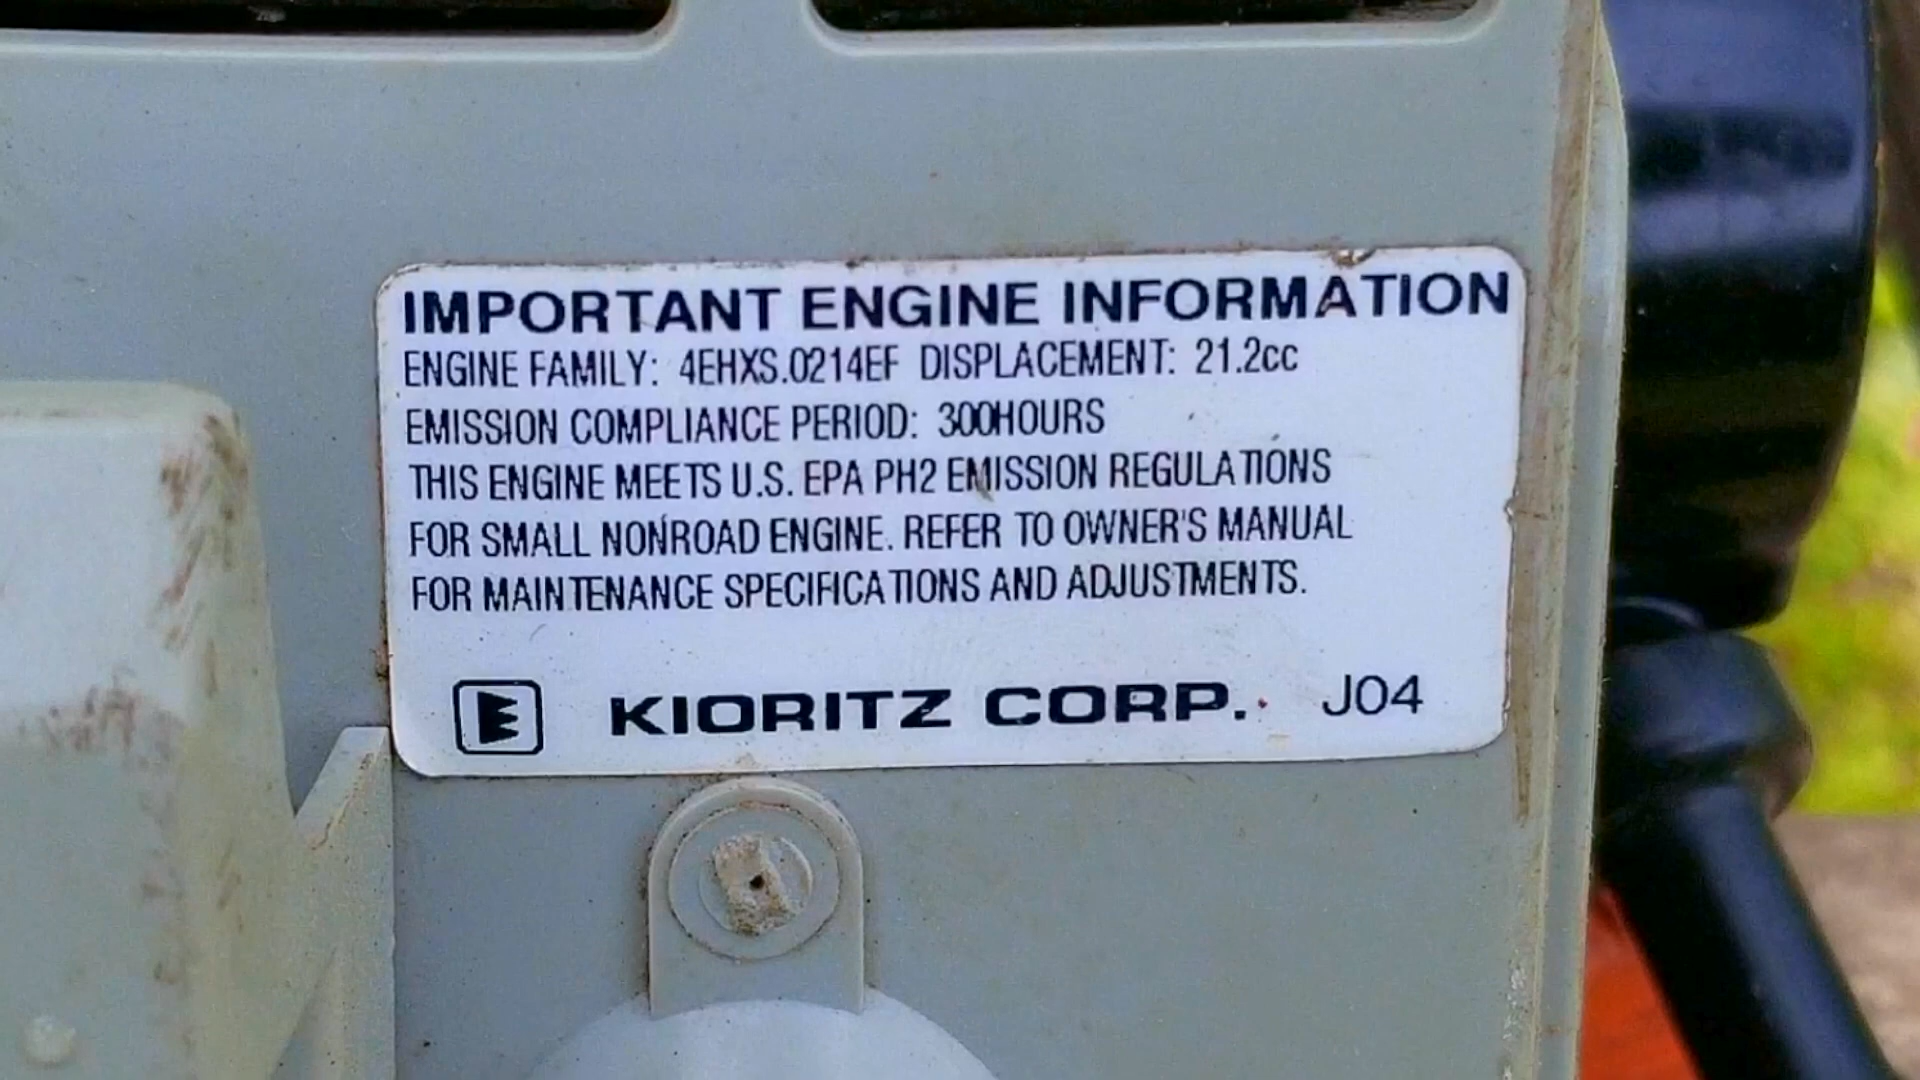 IMPORTANT ENGINE INFORMATION
ENGINE FAMILY: 4EHXS.0214EF DISPLACEMENT: 21.2cc
EMISSION COMPLIANCE PERIOD: 300HOURS
THIS ENGINE MEETS U.S. EPA PH2 EMISSION REGULATIONS
FOR SMALL NONROAD ENGINE. REFER TO OWNER'S MANUAL
FOR MAINTENANCE SPECIFICATIONS AND ADJUSTMENTS.
KIORITZ CORP. J04